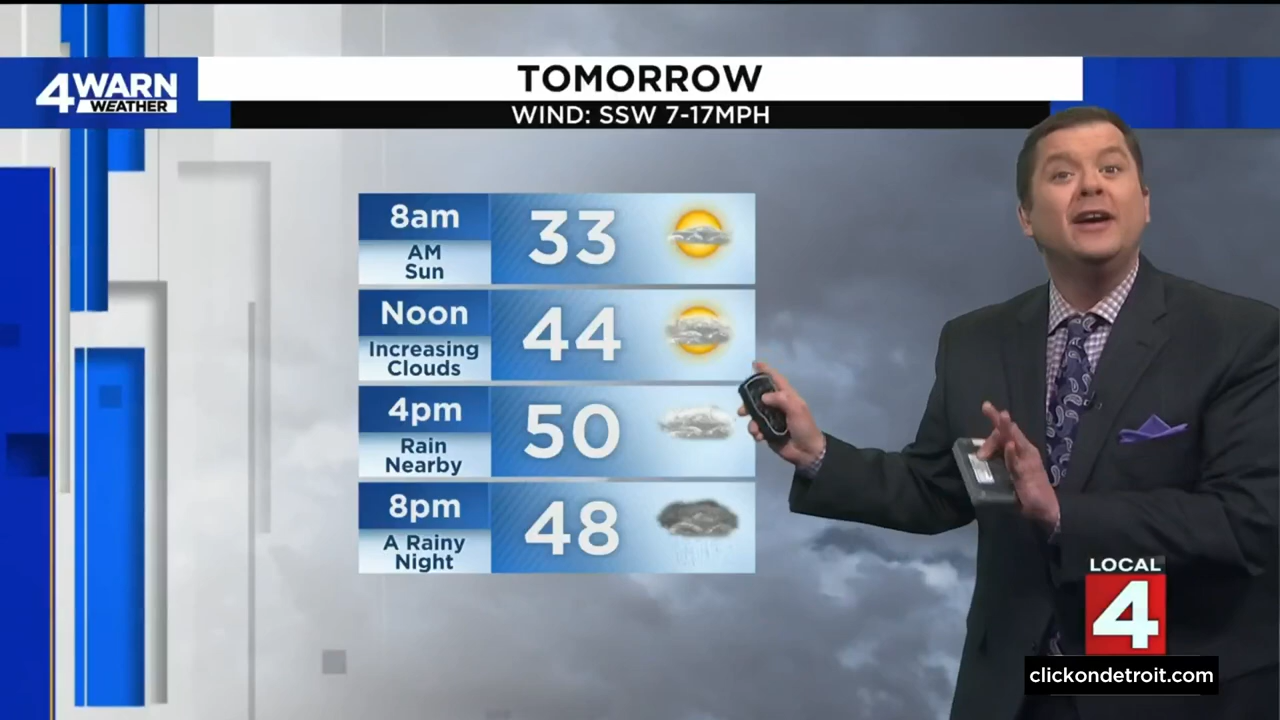 4WARN
WEATHER
TOMORROW
WIND: SSW 7-17MPH
8am
AM
Sun
33
Noon
Increasing
Clouds
44
4pm
Rain
Nearby
50
8pm
A Rainy
Night
48
LOCAL
4
clickondetroit.com